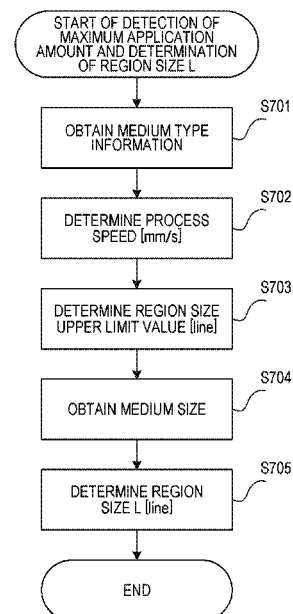 START OF DETECTION OF
MAXIMUM APPLICATION
AMOUNT AND DETERMINATION
OF REGION SIZE L
S701
OBTAIN MEDIUM TYPE
INFORMATION
S702
DETERMINE PROCESS
SPEED [mm/s]
S703
DETERMINE REGION SIZE
UPPER LIMIT VALUE [line]
S704
OBTAIN MEDIUM SIZE
S705
DETERMINE REGION
SIZE L [line]
END